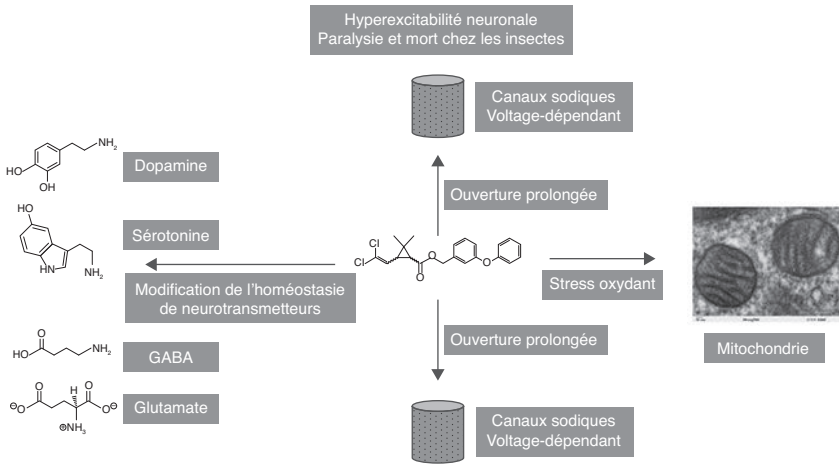 Hyperexcitabilité neuronale
Paralysie et mort chez les insectes
Canaux sodiques
Voltage-dépendant
NH2
HO
OH
Dopamine
Ouverture prolongée
HO
HN
NH2
Sérotonine
Modification de l'homéostasie
de neurotransmetteurs
Cl
Cl
O
O
O
Stress oxydant
Mitochondrie
O
HO
NH2
GABA
Ouverture prolongée
O
⊖O
H
O
O⊖
⊕NH3
Glutamate
Canaux sodiques
Voltage-dépendant